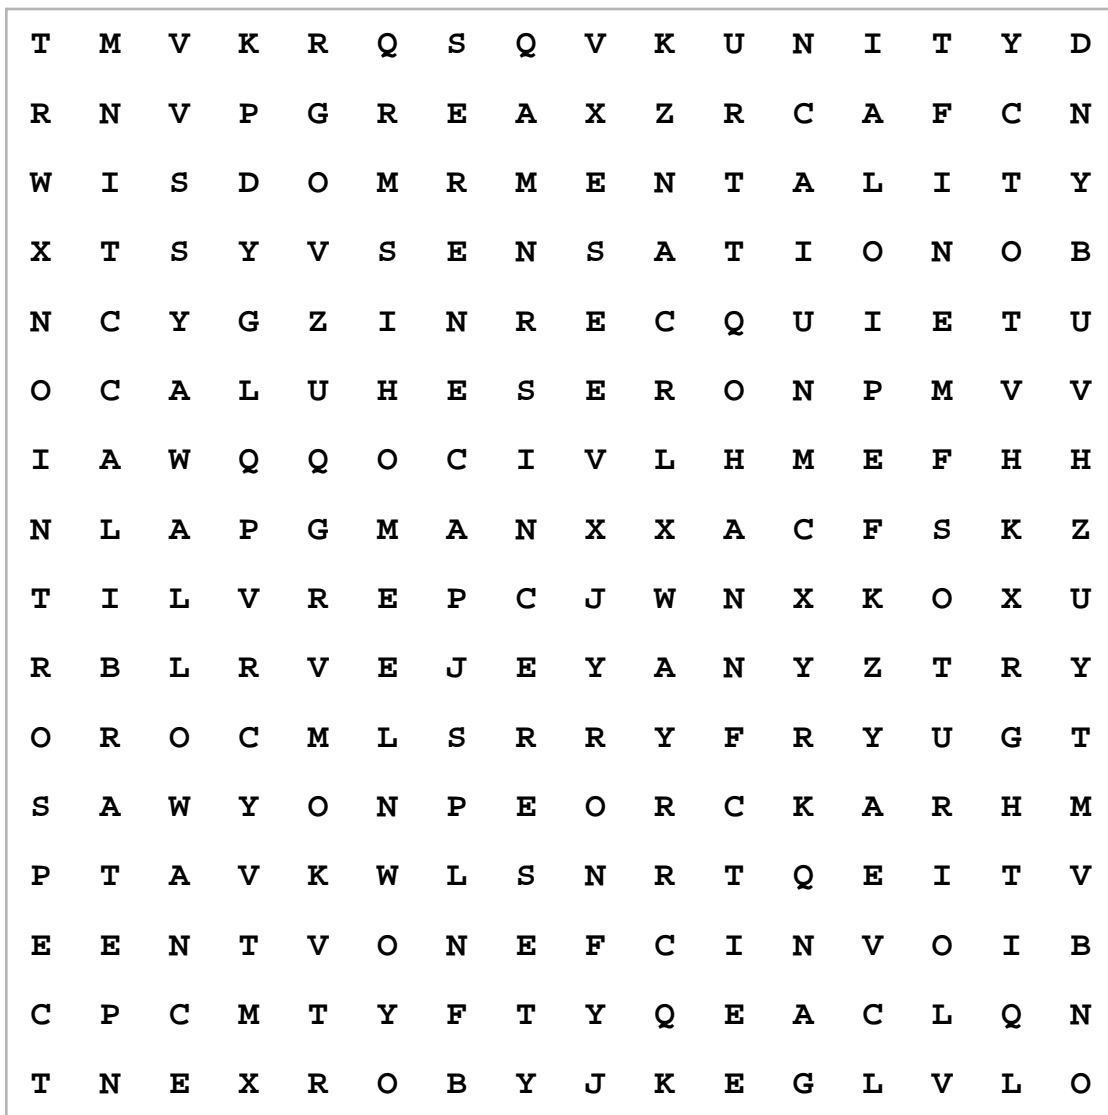 T M V K R Q S Q V K U N I T Y D
R N V P G R E A X Z R C A F C N
W I S D O M R M E N T A L I T Y
X T S Y V S E N S A T I O N O B
N C Y G Z I N R E C Q U I E T U
O C A L U H E S E R O N P M V V
I A W Q Q O C I V L H M E F H H
N L A P G M A N X X A C F S K Z
T I L V R E P C J W N X K O X U
R B L R V E J E Y A N Y Z T R Y
O R O C M L S R R Y F R Y U G T
S A W Y O N P E O R C K A R H M
P T A V K W L S N R T Q E I T V
E E N T V O N E F C I N V O I B
C P C M T Y F T Y Q E A C L Q N
T N E X R O B Y J K E G L V L O